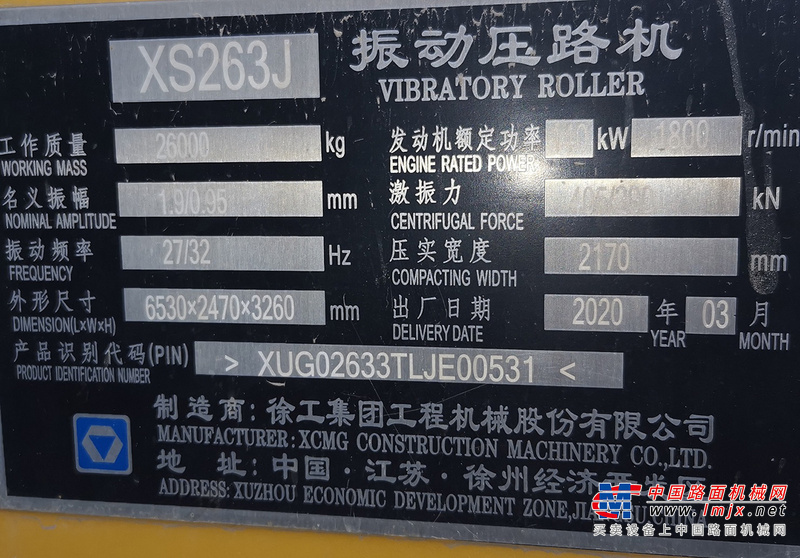 XS263J 振动压路机
VIBRATORY ROLLER
工作质量 26000 kg 发动机额定功率 kW 1800 r/min
WORKING MASS ENGINE RATED POWER
名义振幅 1.9/0.95 mm 激振力 kN
NOMINAL AMPLITUDE CENTRIFUGAL FORCE
振动频率 27/32 Hz 压实宽度 2170 mm
FREQUENCY COMPACTING WIDTH
外形尺寸 6530×2470×3260 mm 出厂日期 2020 年 03 月
DIMENSION(L×W×H) DELIVERY DATE YEAR MONTH
产品识别代码(PIN) > XUG02633TLJE00531 <
PRODUCT IDENTIFICATION NUMBER
制造商:徐工集团工程机械股份有限公司
MANUFACTURER: XCMG CONSTRUCTION MACHINERY CO.,LTD.
地 址:中国·江苏·徐州经济
ADDRESS: XUZHOU ECONOMIC DEVELOPMENT ZONE,
中国路面机械网
www.lmjx.net
买卖设备上中国路面机械网